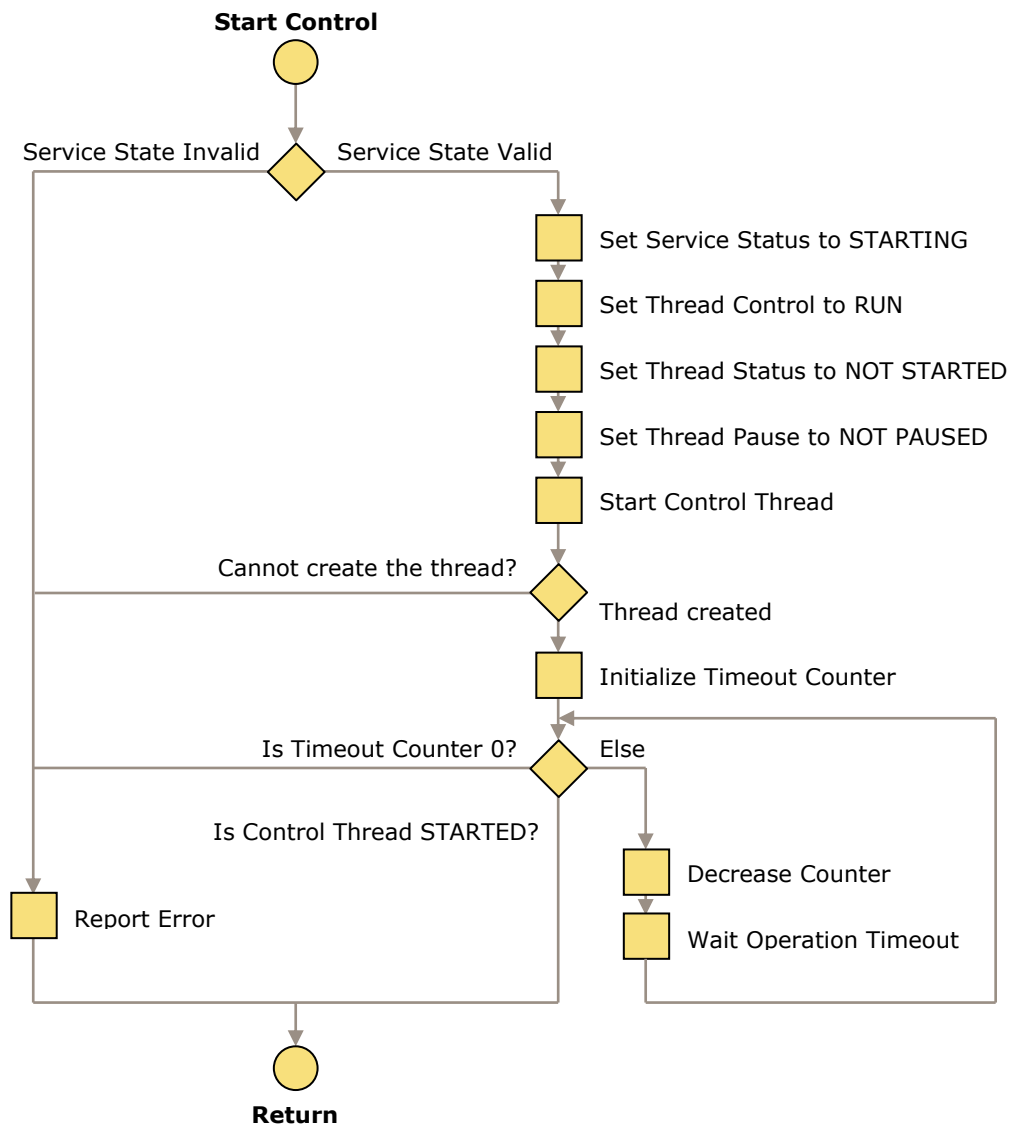 Start Control
Service State Invalid
Service State Valid
Set Service Status to STARTING
Set Thread Control to RUN
Set Thread Status to NOT STARTED
Set Thread Pause to NOT PAUSED
Start Control Thread
Cannot create the thread?
Thread created
Initialize Timeout Counter
Is Timeout Counter 0?
Else
Is Control Thread STARTED?
Decrease Counter
Report Error
Wait Operation Timeout
Return